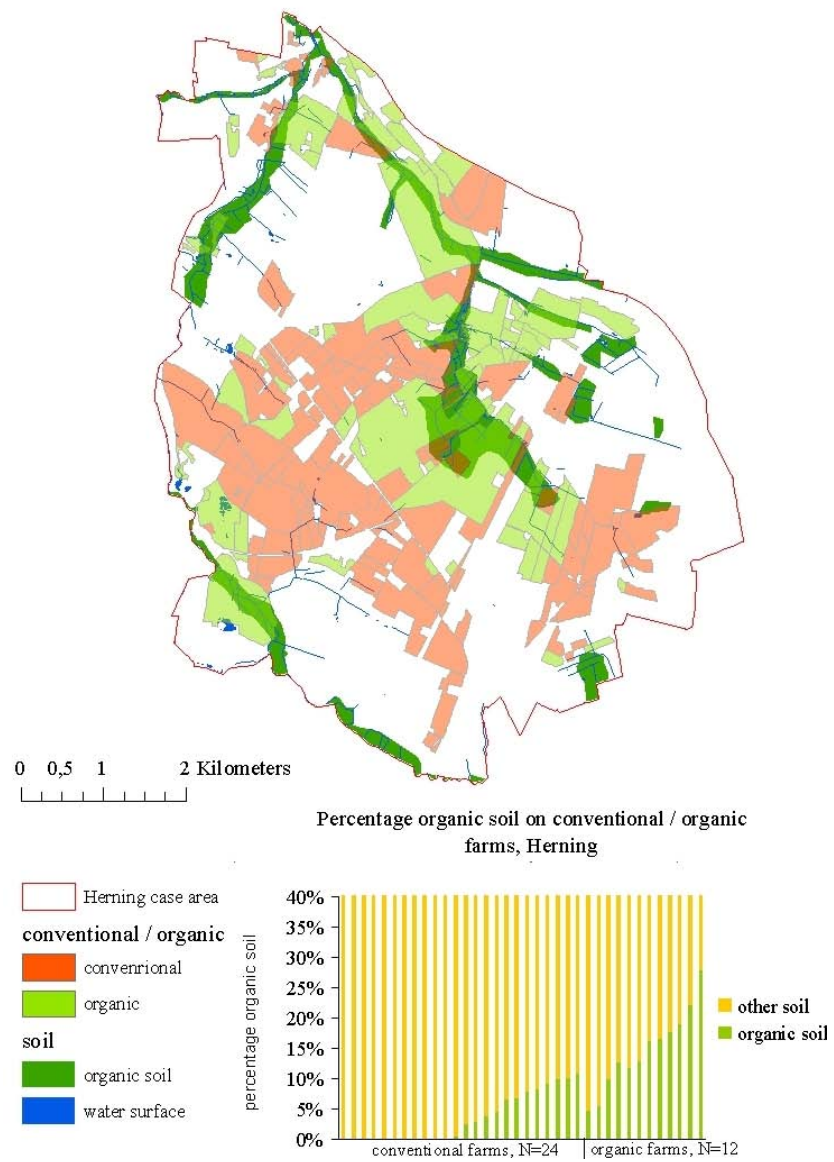 0 0,5 1 2 Kilometers
Percentage organic soil on conventional / organic
farms, Herning
Herning case area
conventional / organic
convenrional
organic
soil
organic soil
water surface
percentage organic soil
40%
35%
30%
25%
20%
15%
10%
5%
0%
other soil
organic soil
conventional farms, N=24
organic farms, N=12